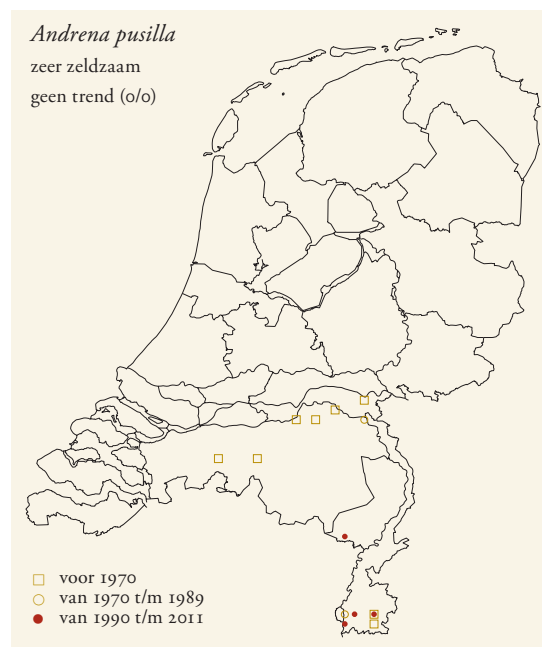 Andrena pusilla
zeer zeldzaam
geen trend (0/0)
voor 1970
van 1970 t/m 1989
van 1990 t/m 2011